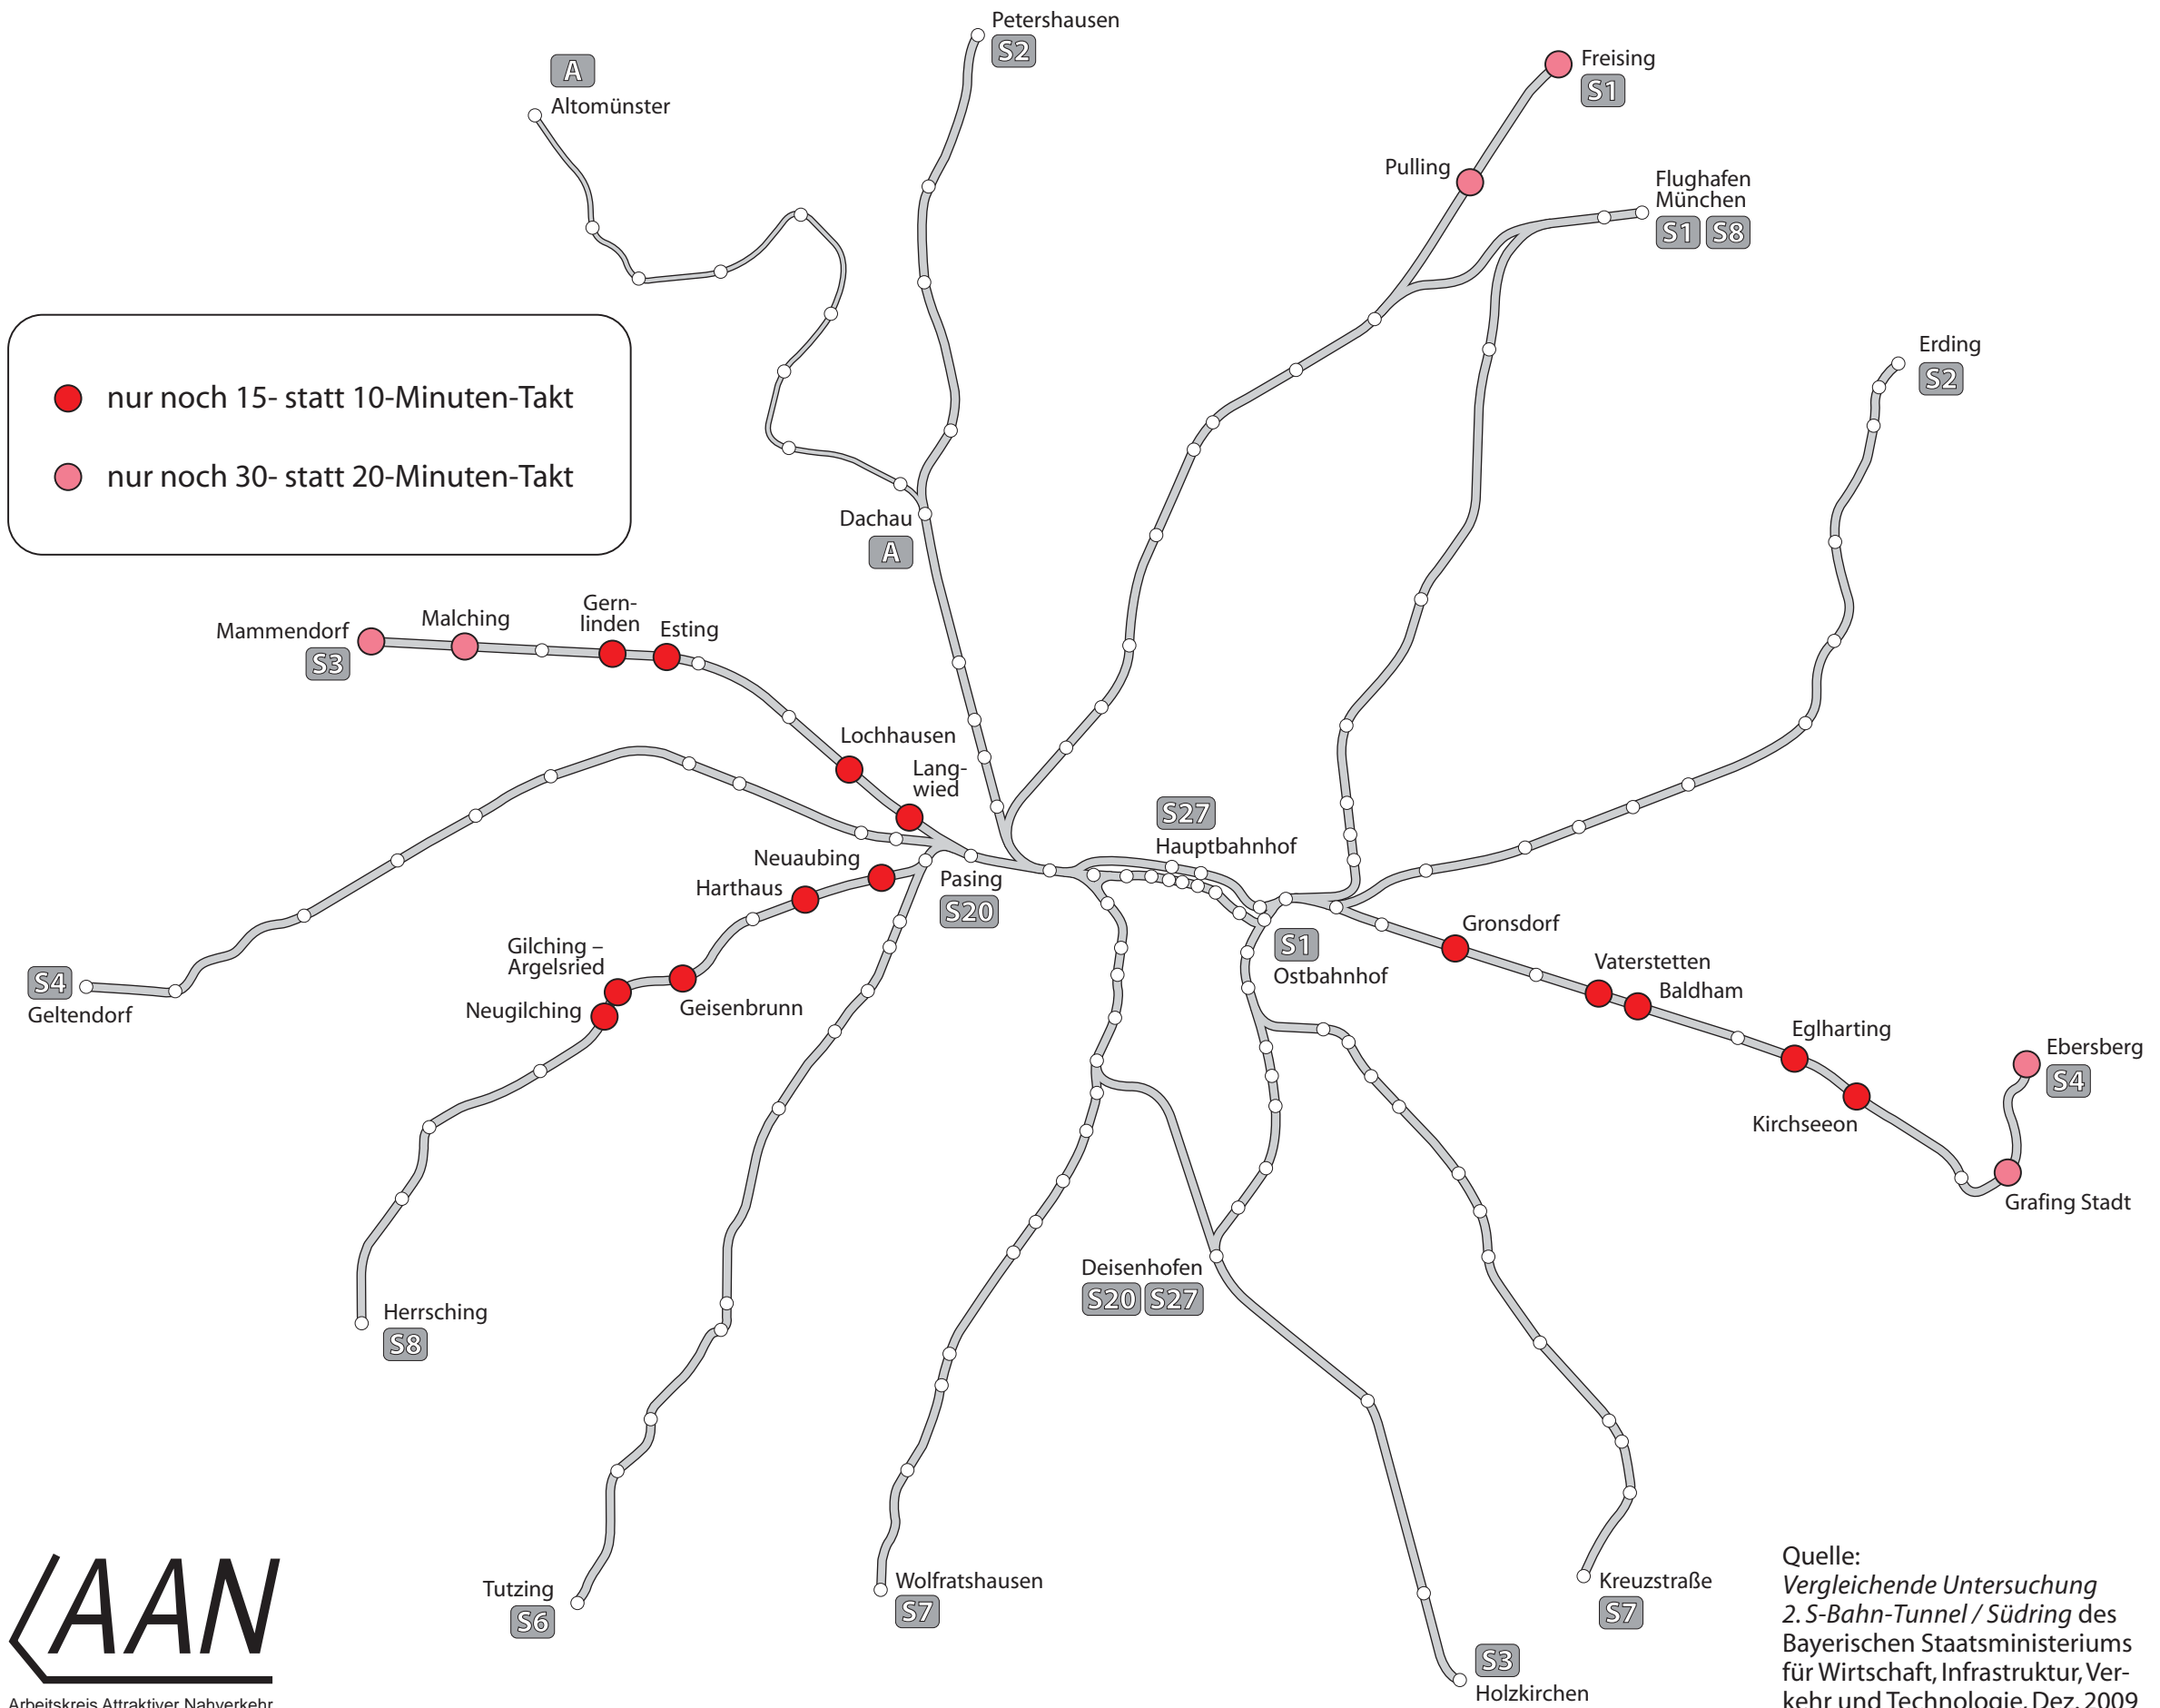 Petershausen
S2
A
Altomünster
Freising
S1
Pulling
Flughafen
München
S1 S8
Erding
S2
nur noch 15- statt 10-Minuten-Takt
nur noch 30- statt 20-Minuten-Takt
Dachau
A
Mammendorf
S3
Malching
Gern-
linden
Esting
Lochhausen
Lang-
wied
S27
Hauptbahnhof
Neuaubing
Harthaus
Pasing
S20
Gilching –
Argelsried
Neugilching
Geisenbrunn
S4
Geltendorf
S1
Ostbahnhof
Gronsdorf
Vaterstetten
Baldham
Eglharting
Kirchseeon
Ebersberg
S4
Grafing Stadt
Deisenhofen
S20 S27
Herrsching
S8
Tutzing
S6
Wolfratshausen
S7
Kreuzstraße
S7
S3
Holzkirchen
AAN
Arbeitskreis Attraktiver Nahverkehr
Quelle:
Vergleichende Untersuchung
2. S-Bahn-Tunnel / Südring des
Bayerischen Staatsministeriums
für Wirtschaft, Infrastruktur, Ver-
kehr und Technologie, Dez. 2009